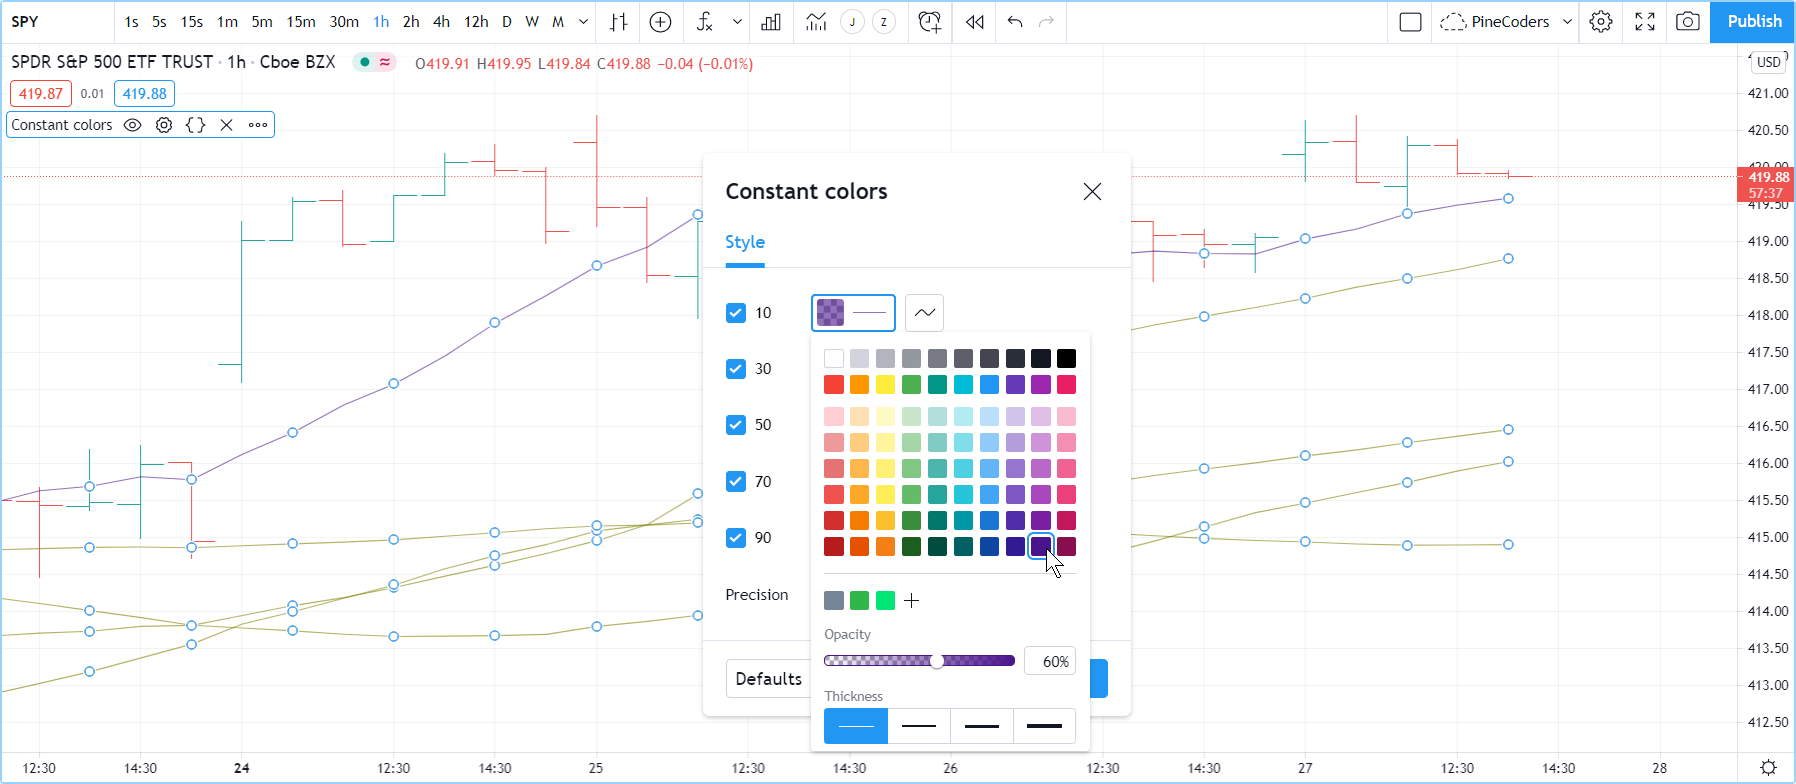 SPY 1s 5s 15s 1m 5m 15m 30m 1h 2h 4h 12h D W M J Z PineCoders Publish
SPDR S&P 500 ETF TRUST · 1h · Cboe BZX O419.91 H419.95 L419.84 C419.88 −0.04 (−0.01%)
419.87 0.01 419.88
Constant colors
USD
421.00
420.50
420.00
419.88
57:37
419.50
419.00
418.50
418.00
417.50
417.00
416.50
416.00
415.50
415.00
414.50
414.00
413.50
413.00
412.50
Constant colors
Style
10
30
50
70
90
Precision
Defaults
Opacity
60%
Thickness
12:30 14:30 24 12:30 14:30 25 12:30 14:30 26 12:30 14:30 27 12:30 14:30 28